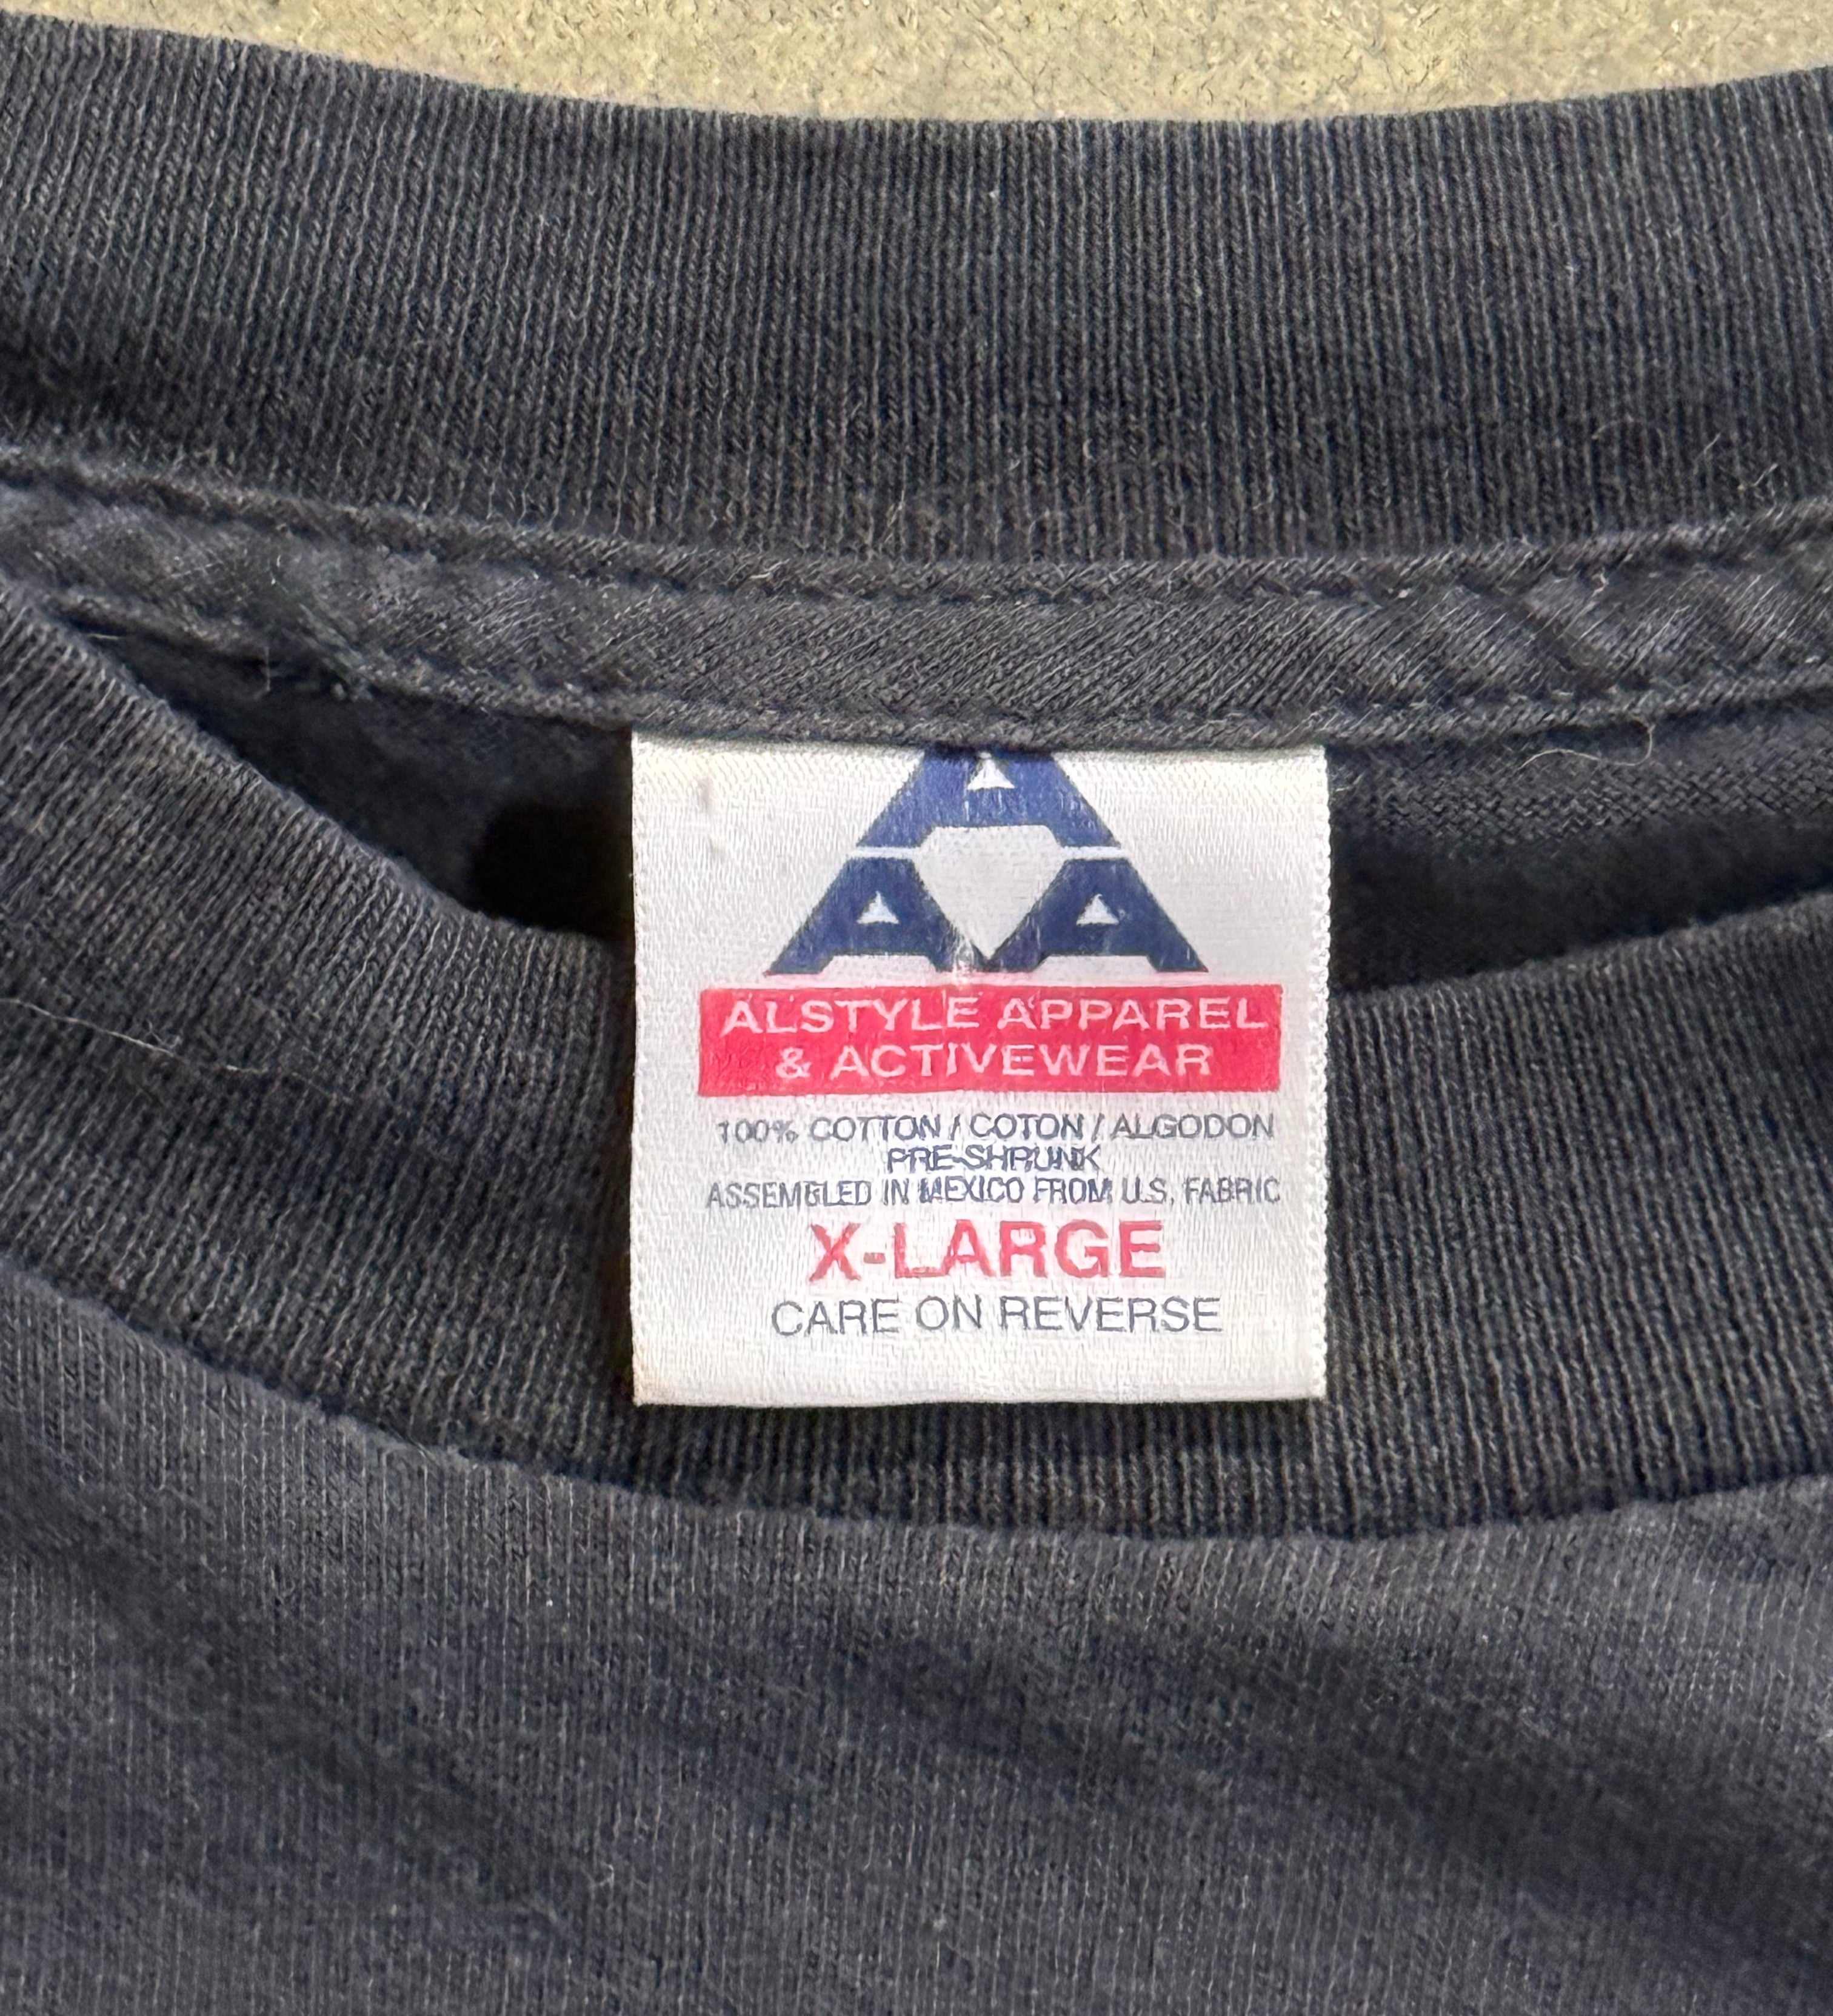 A
A A
ALSTYLE APPAREL
& ACTIVEWEAR
100% COTTON / COTON / ALGODON
PRE-SHRUNK
ASSEMBLED IN MEXICO FROM U.S. FABRIC
X-LARGE
CARE ON REVERSE